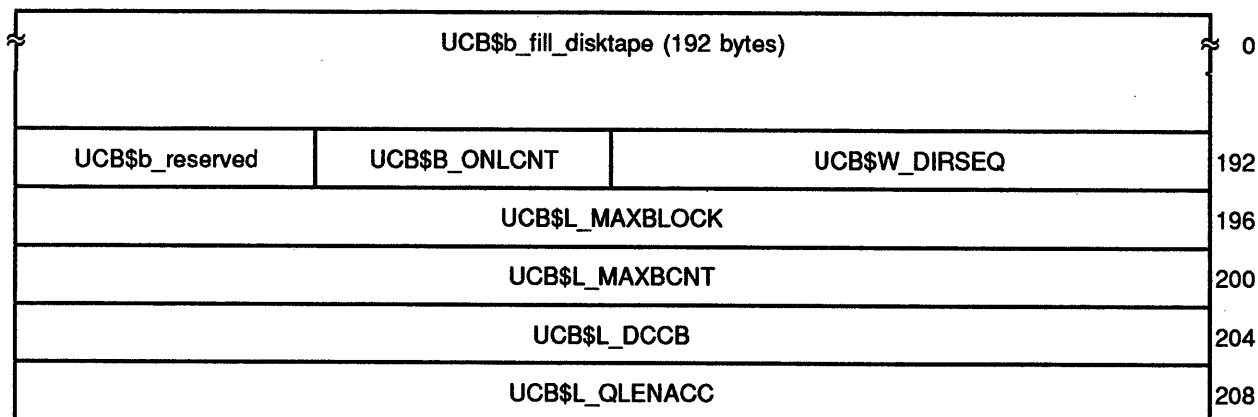 UCB$b_fill_disktape (192 bytes) 0
UCB$b_reserved UCB$B_ONLCNT UCB$W_DIRSEQ 192
UCB$L_MAXBLOCK 196
UCB$L_MAXBCNT 200
UCB$L_DCCB 204
UCB$L_QLENACC 208